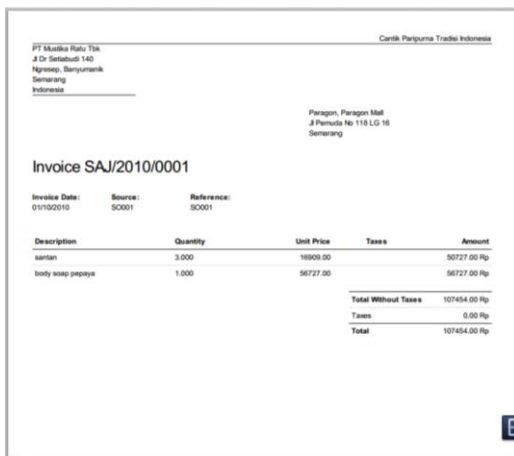 Cantik Paripurna Tradisi Indonesia
PT Mustika Ratu Tbk
Jl Dr Setiabudi 140
Ngresep, Banyumanik
Semarang
Indonesia
Paragon, Paragon Mall
Jl Pemuda No 118 LG 16
Semarang
Invoice SAJ/2010/0001
Invoice Date: Source: Reference:
01/10/2010 SO001 SO001
Description Quantity Unit Price Taxes Amount
santan 3.000 16909.00 50727.00 Rp
body soap pepaya 1.000 56727.00 56727.00 Rp
Total Without Taxes 107454.00 Rp
Taxes 0.00 Rp
Total 107454.00 Rp